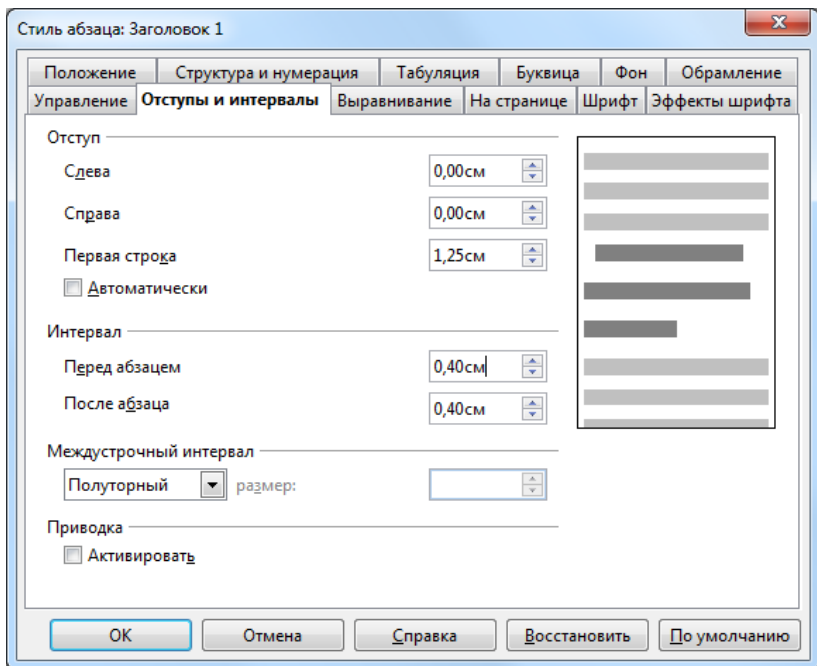 Стиль абзаца: Заголовок 1
Положение Структура и нумерация Табуляция Буквица Фон Обрамление
Управление Отступы и интервалы Выравнивание На странице Шрифт Эффекты шрифта
Отступ
Слева 0,00см
Справа 0,00см
Первая строка 1,25см
Автоматически
Интервал
Перед абзацем 0,40см
После абзаца 0,40см
Междустрочный интервал
Полуторный размер:
Приводка
Активировать
ОК Отмена Справка Восстановить По умолчанию